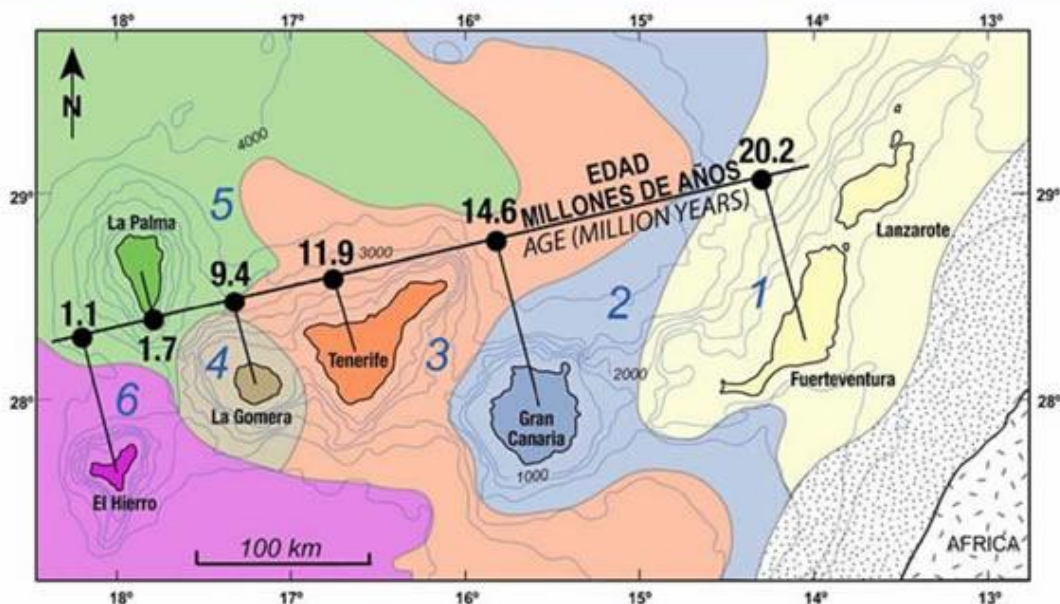 18° 17° 16° 15° 14° 13°
N
4000
29° 29°
5
La Palma
EDAD
MILLONES DE AÑOS
AGE (MILLION YEARS)
20.2
14.6
11.9
3000
9.4
1.1
1.7
Lanzarote
1
2
3
4
Tenerife
2000
Fuerteventura
La Gomera
28° 28°
6
Gran
Canaria
1000
El Hierro
100 km
AFRICA
18° 17° 16° 15° 14° 13°